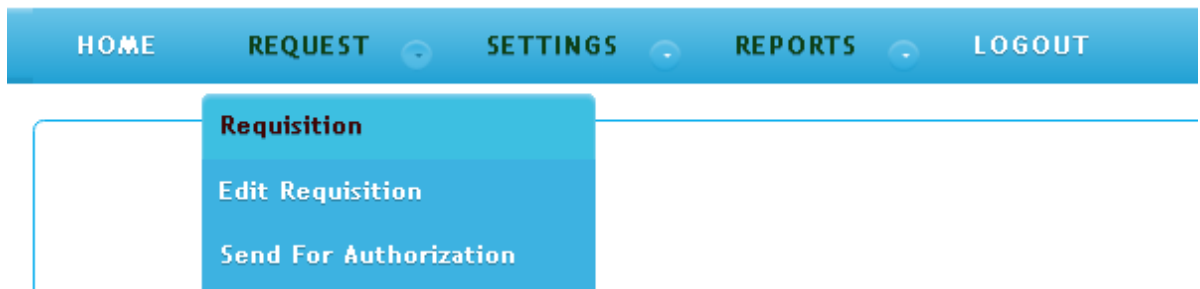 HOME REQUEST SETTINGS REPORTS LOGOUT
Requisition
Edit Requisition
Send For Authorization